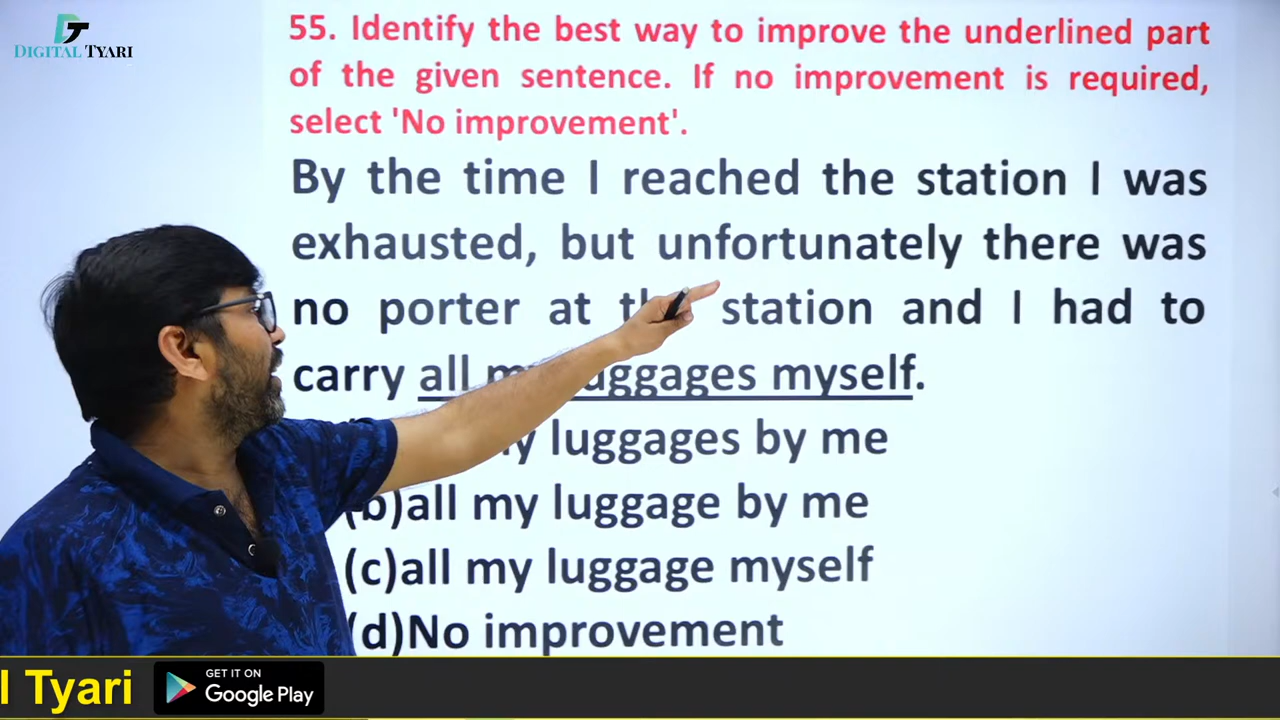 DIGITAL TYARI
55. Identify the best way to improve the underlined part
of the given sentence. If no improvement is required,
select 'No improvement'.
By the time I reached the station I was
exhausted, but unfortunately there was
no porter at station and I had to
carry all myself.
luggages by me
(b)all my luggage by me
(c)all my luggage myself
(d)No improvement
l Tyari
GET IT ON
Google Play